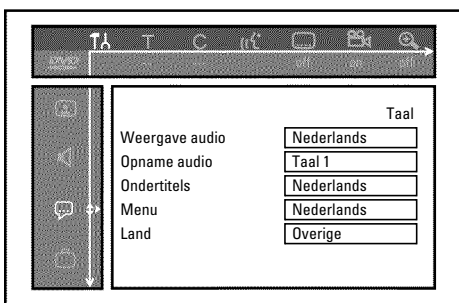 T C
off on off
DVD
Taal
Weergave audio Nederlands
Opname audio Taal 1
Ondertitels Nederlands
Menu Nederlands
Land Overige